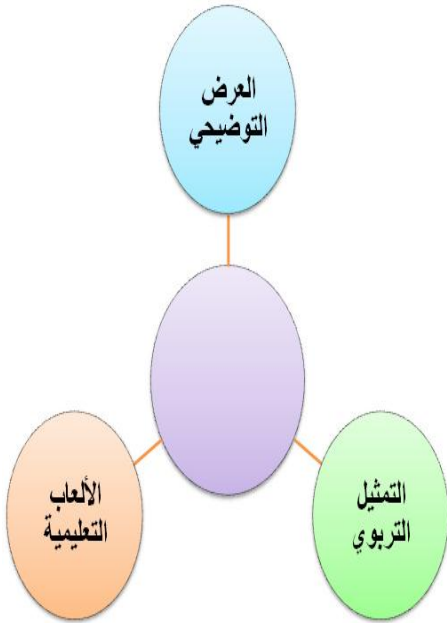 العرض
التوضيحي
التمثيل
التربوي
الألعاب
التعليمية